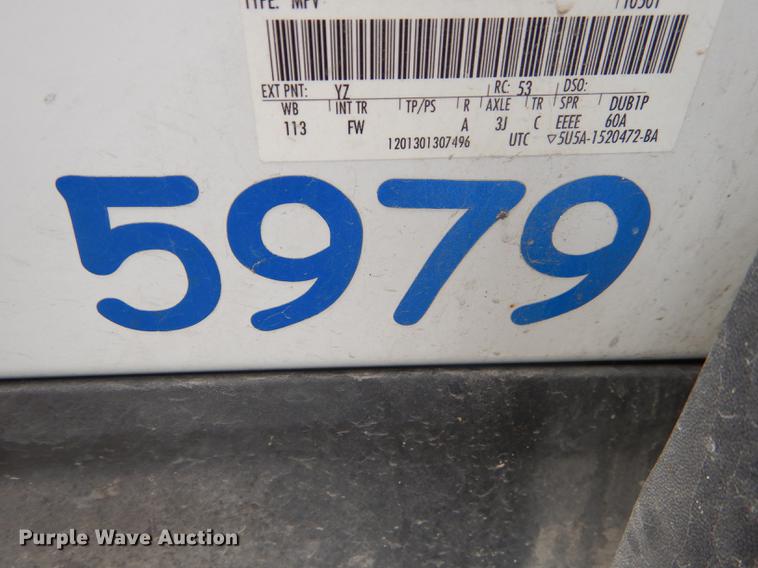 TYPE: MPV
EXT PNT: YZ RC: 53 DSO:
WB INT TR TP/PS R AXLE TR SPR DUB1P
113 FW A 3J C EEEE 60A
1201301307496 UTC ▽5U5A-1520472-BA
5979
Purple Wave Auction